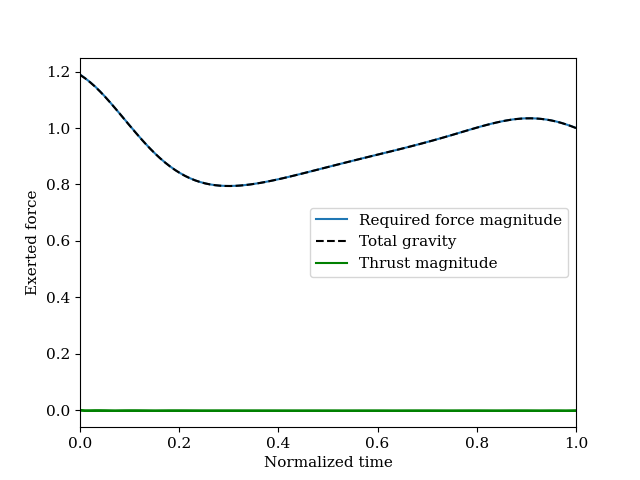 1.2
1.0
0.8
0.6
0.4
0.2
0.0
Exerted force
Required force magnitude
Total gravity
Thrust magnitude
0.0 0.2 0.4 0.6 0.8 1.0
Normalized time